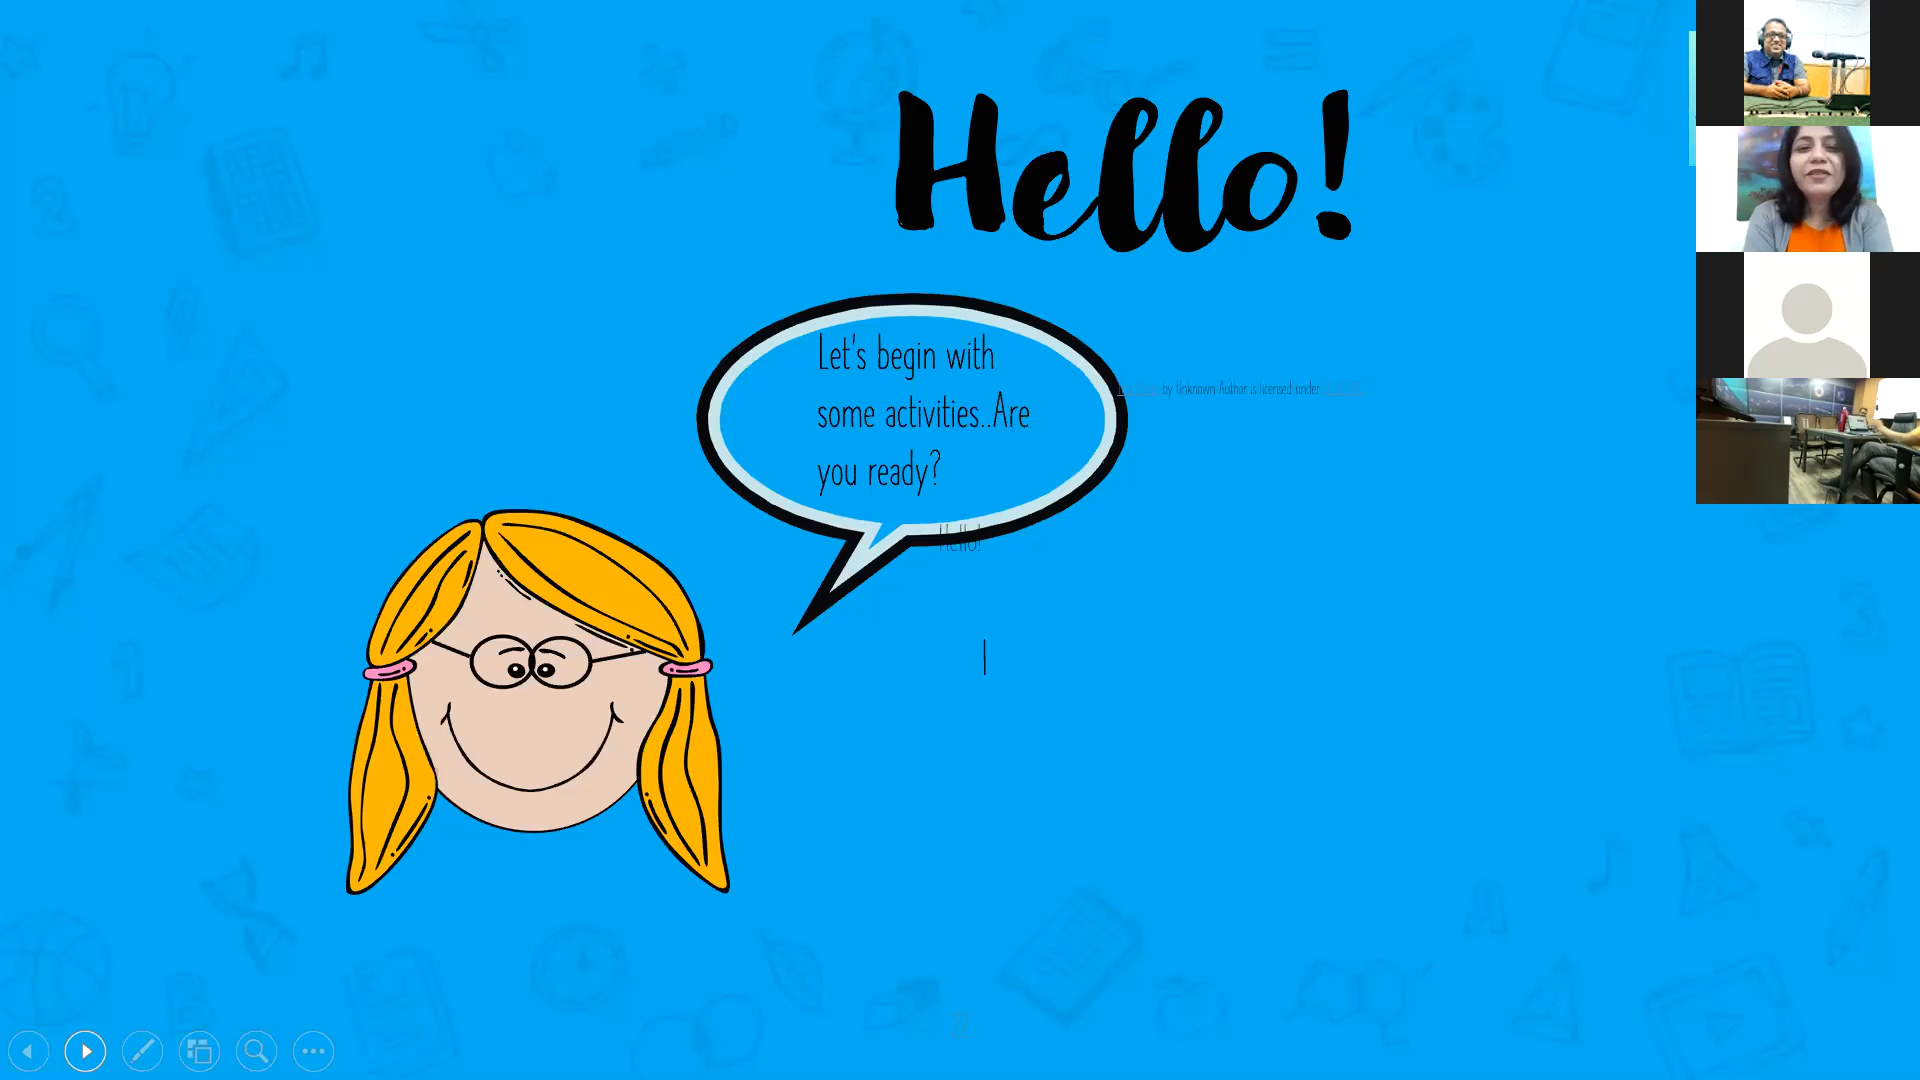 Hello!
Let's begin with
some activities..Are
you ready?
by Unknown Author is licensed under
Hello!